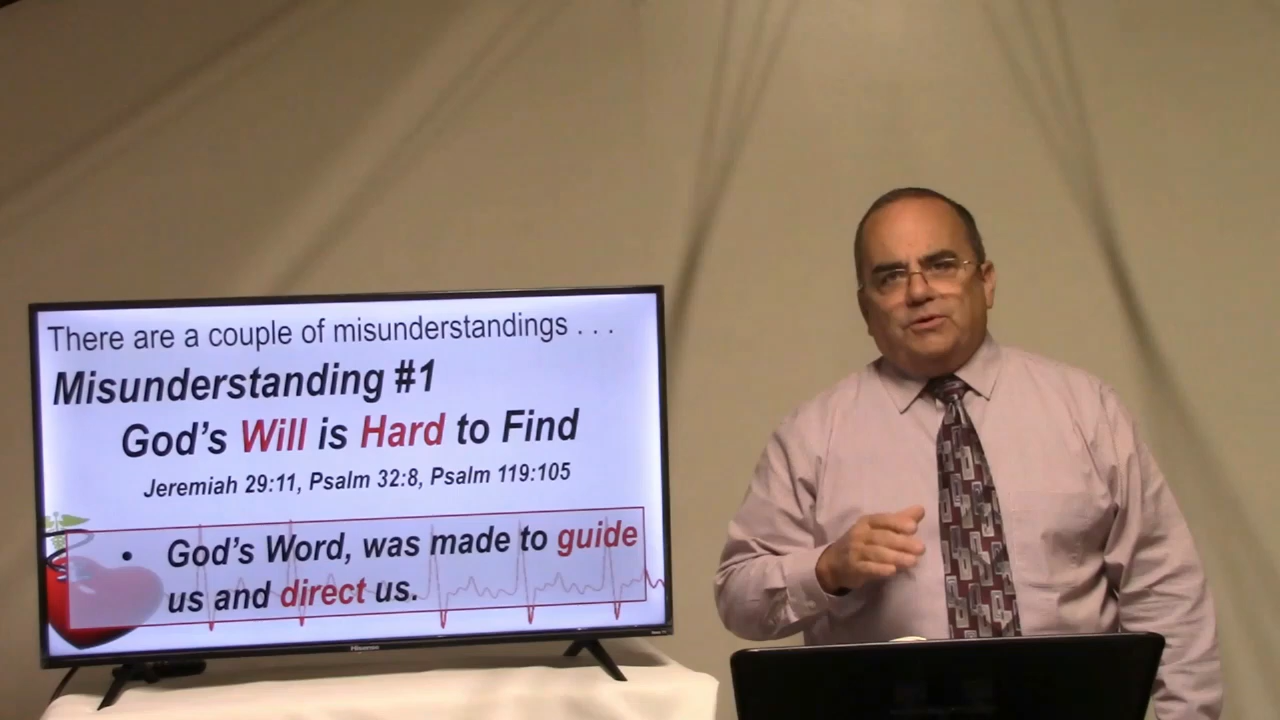 There are a couple of misunderstandings . . .
Misunderstanding #1
God's Will is Hard to Find
Jeremiah 29:11, Psalm 32:8, Psalm 119:105
• God's Word, was made to guide
us and direct us.
Hisense